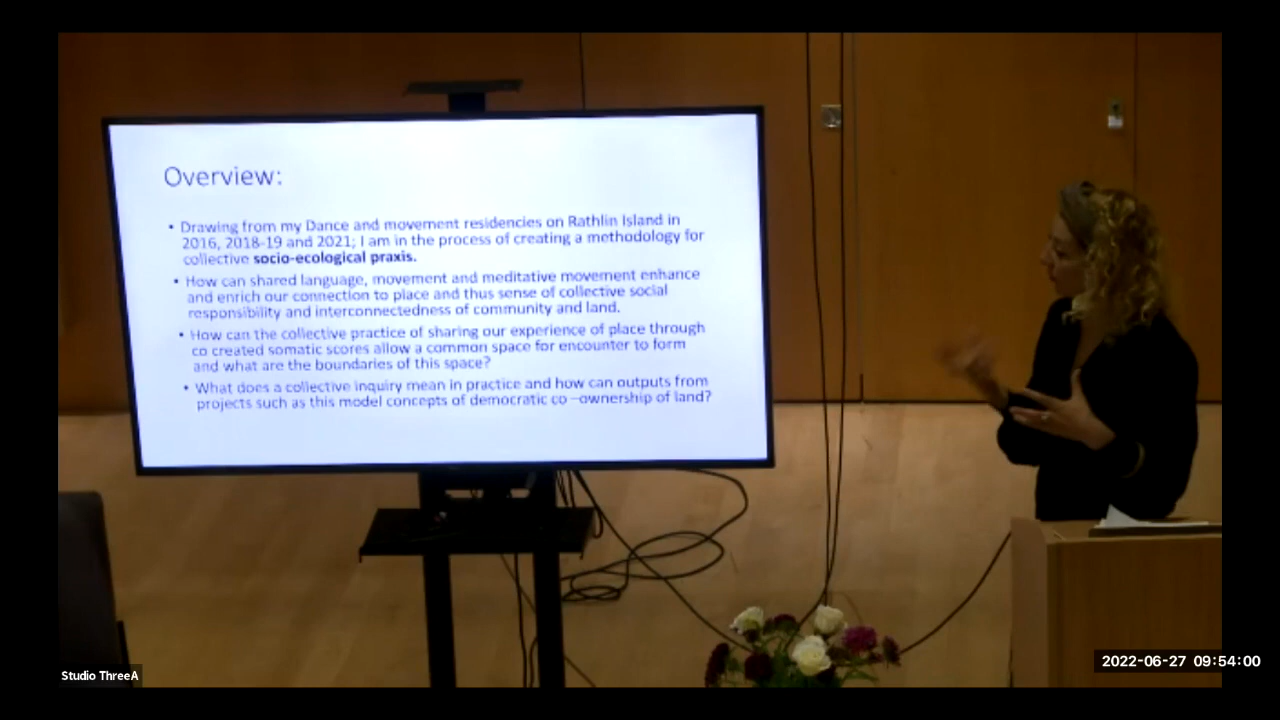 Overview:
• Drawing from my Dance and movement residencies on Rathlin Island in
2016, 2018-19 and 2021; I am in the process of creating a methodology for
collective socio-ecological praxis.
• How can shared language, movement and meditative movement enhance
and enrich our connection to place and thus sense of collective social
responsibility and interconnectedness of community and land.
• How can the collective practice of sharing our experience of place through
co created somatic scores allow a common space for encounter to form
and what are the boundaries of this space?
• What does a collective inquiry mean in practice and how can outputs from
projects such as this model concepts of democratic co –ownership of land?
Studio ThreeA
2022-06-27 09:54:00